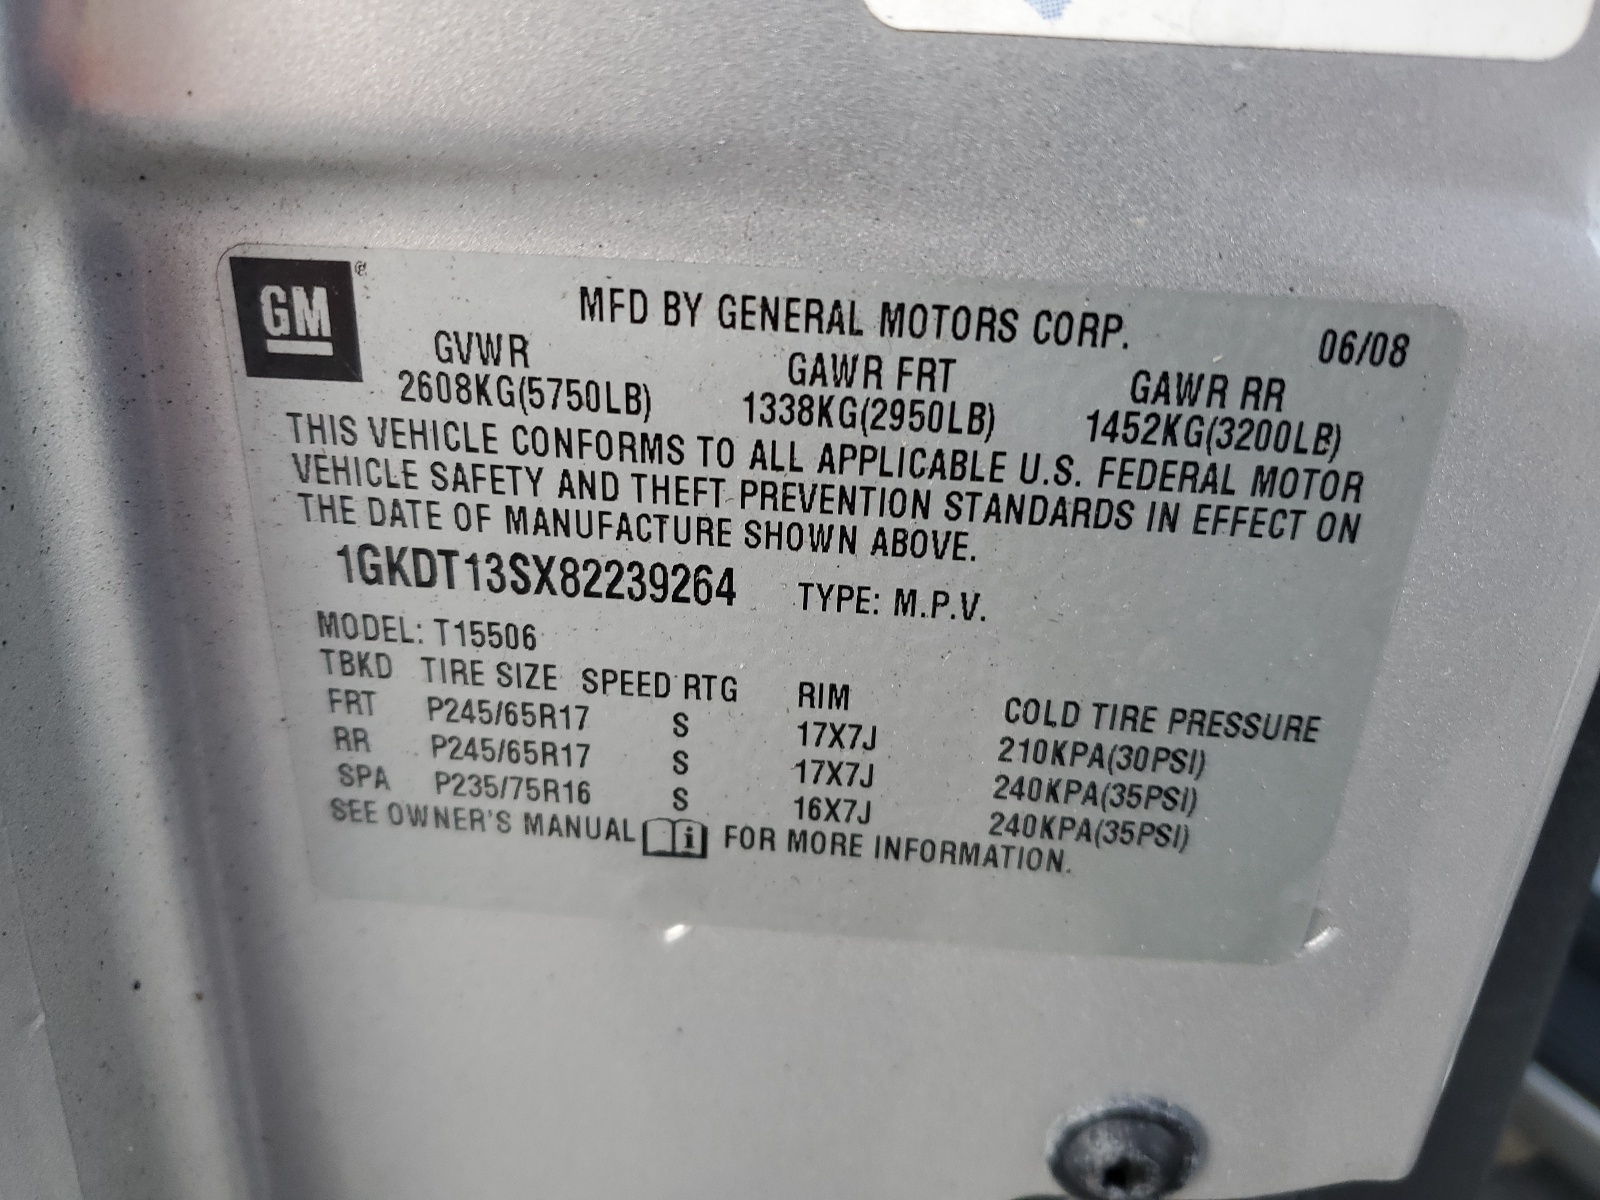 GM ®
MFD BY GENERAL MOTORS CORP. 06/08
GVWR GAWR FRT GAWR RR
2608KG(5750LB) 1338KG(2950LB) 1452KG(3200LB)
THIS VEHICLE CONFORMS TO ALL APPLICABLE U.S. FEDERAL MOTOR
VEHICLE SAFETY AND THEFT PREVENTION STANDARDS IN EFFECT ON
THE DATE OF MANUFACTURE SHOWN ABOVE.
1GKDT13SX82239264 TYPE: M.P.V.
MODEL: T15506
TBKD TIRE SIZE SPEED RTG RIM COLD TIRE PRESSURE
FRT P245/65R17 S 17X7J 210KPA(30PSI)
RR P245/65R17 S 17X7J 240KPA(35PSI)
SPA P235/75R16 S 16X7J 240KPA(35PSI)
SEE OWNER'S MANUAL i FOR MORE INFORMATION.